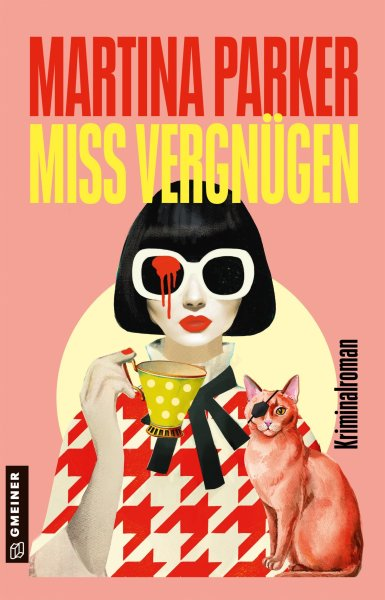 MARTINA PARKER
MISS VERGNÜGEN
Kriminalroman
GMEINER